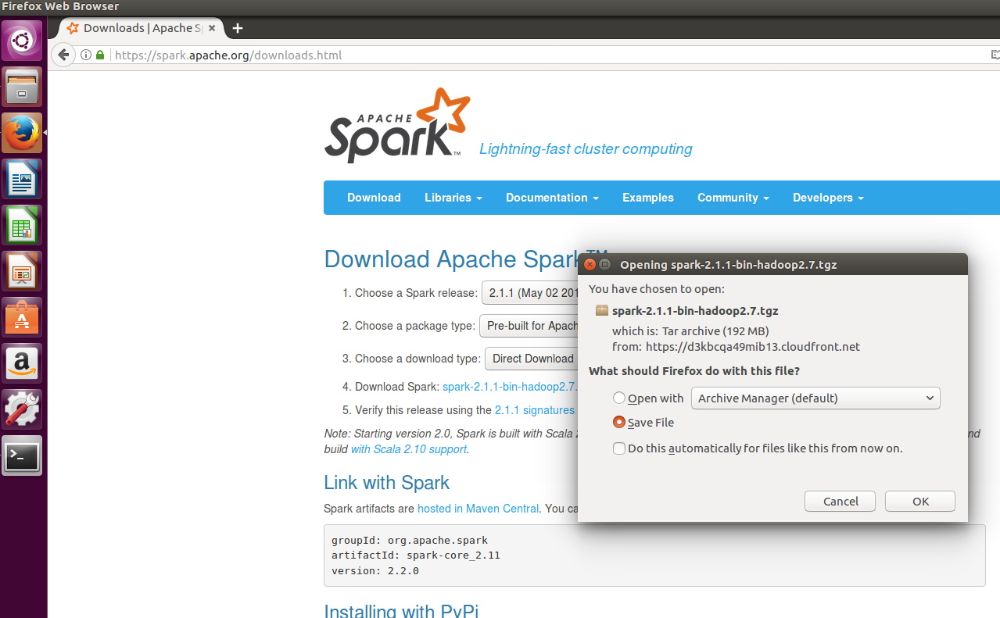 Firefox Web Browser
Downloads | Apache S
https://spark.apache.org/downloads.html
APACHE
Spark™
Lightning-fast cluster computing
Download Libraries Documentation Examples Community Developers
Download Apache Spark™
1. Choose a Spark release: 2.1.1 (May 02 201
2. Choose a package type: Pre-built for Apach
3. Choose a download type: Direct Download
4. Download Spark: spark-2.1.1-bin-hadoop2.7.
5. Verify this release using the 2.1.1 signatures
Note: Starting version 2.0, Spark is built with Scala 2 nd
build with Scala 2.10 support.
Link with Spark
Spark artifacts are hosted in Maven Central. You ca
groupId: org.apache.spark
artifactId: spark-core_2.11
version: 2.2.0
Installing with PyPi
Opening spark-2.1.1-bin-hadoop2.7.tgz
You have chosen to open:
spark-2.1.1-bin-hadoop2.7.tgz
which is: Tar archive (192 MB)
from: https://d3kbcqa49mib13.cloudfront.net
What should Firefox do with this file?
Open with Archive Manager (default)
Save File
Do this automatically for files like this from now on.
Cancel OK